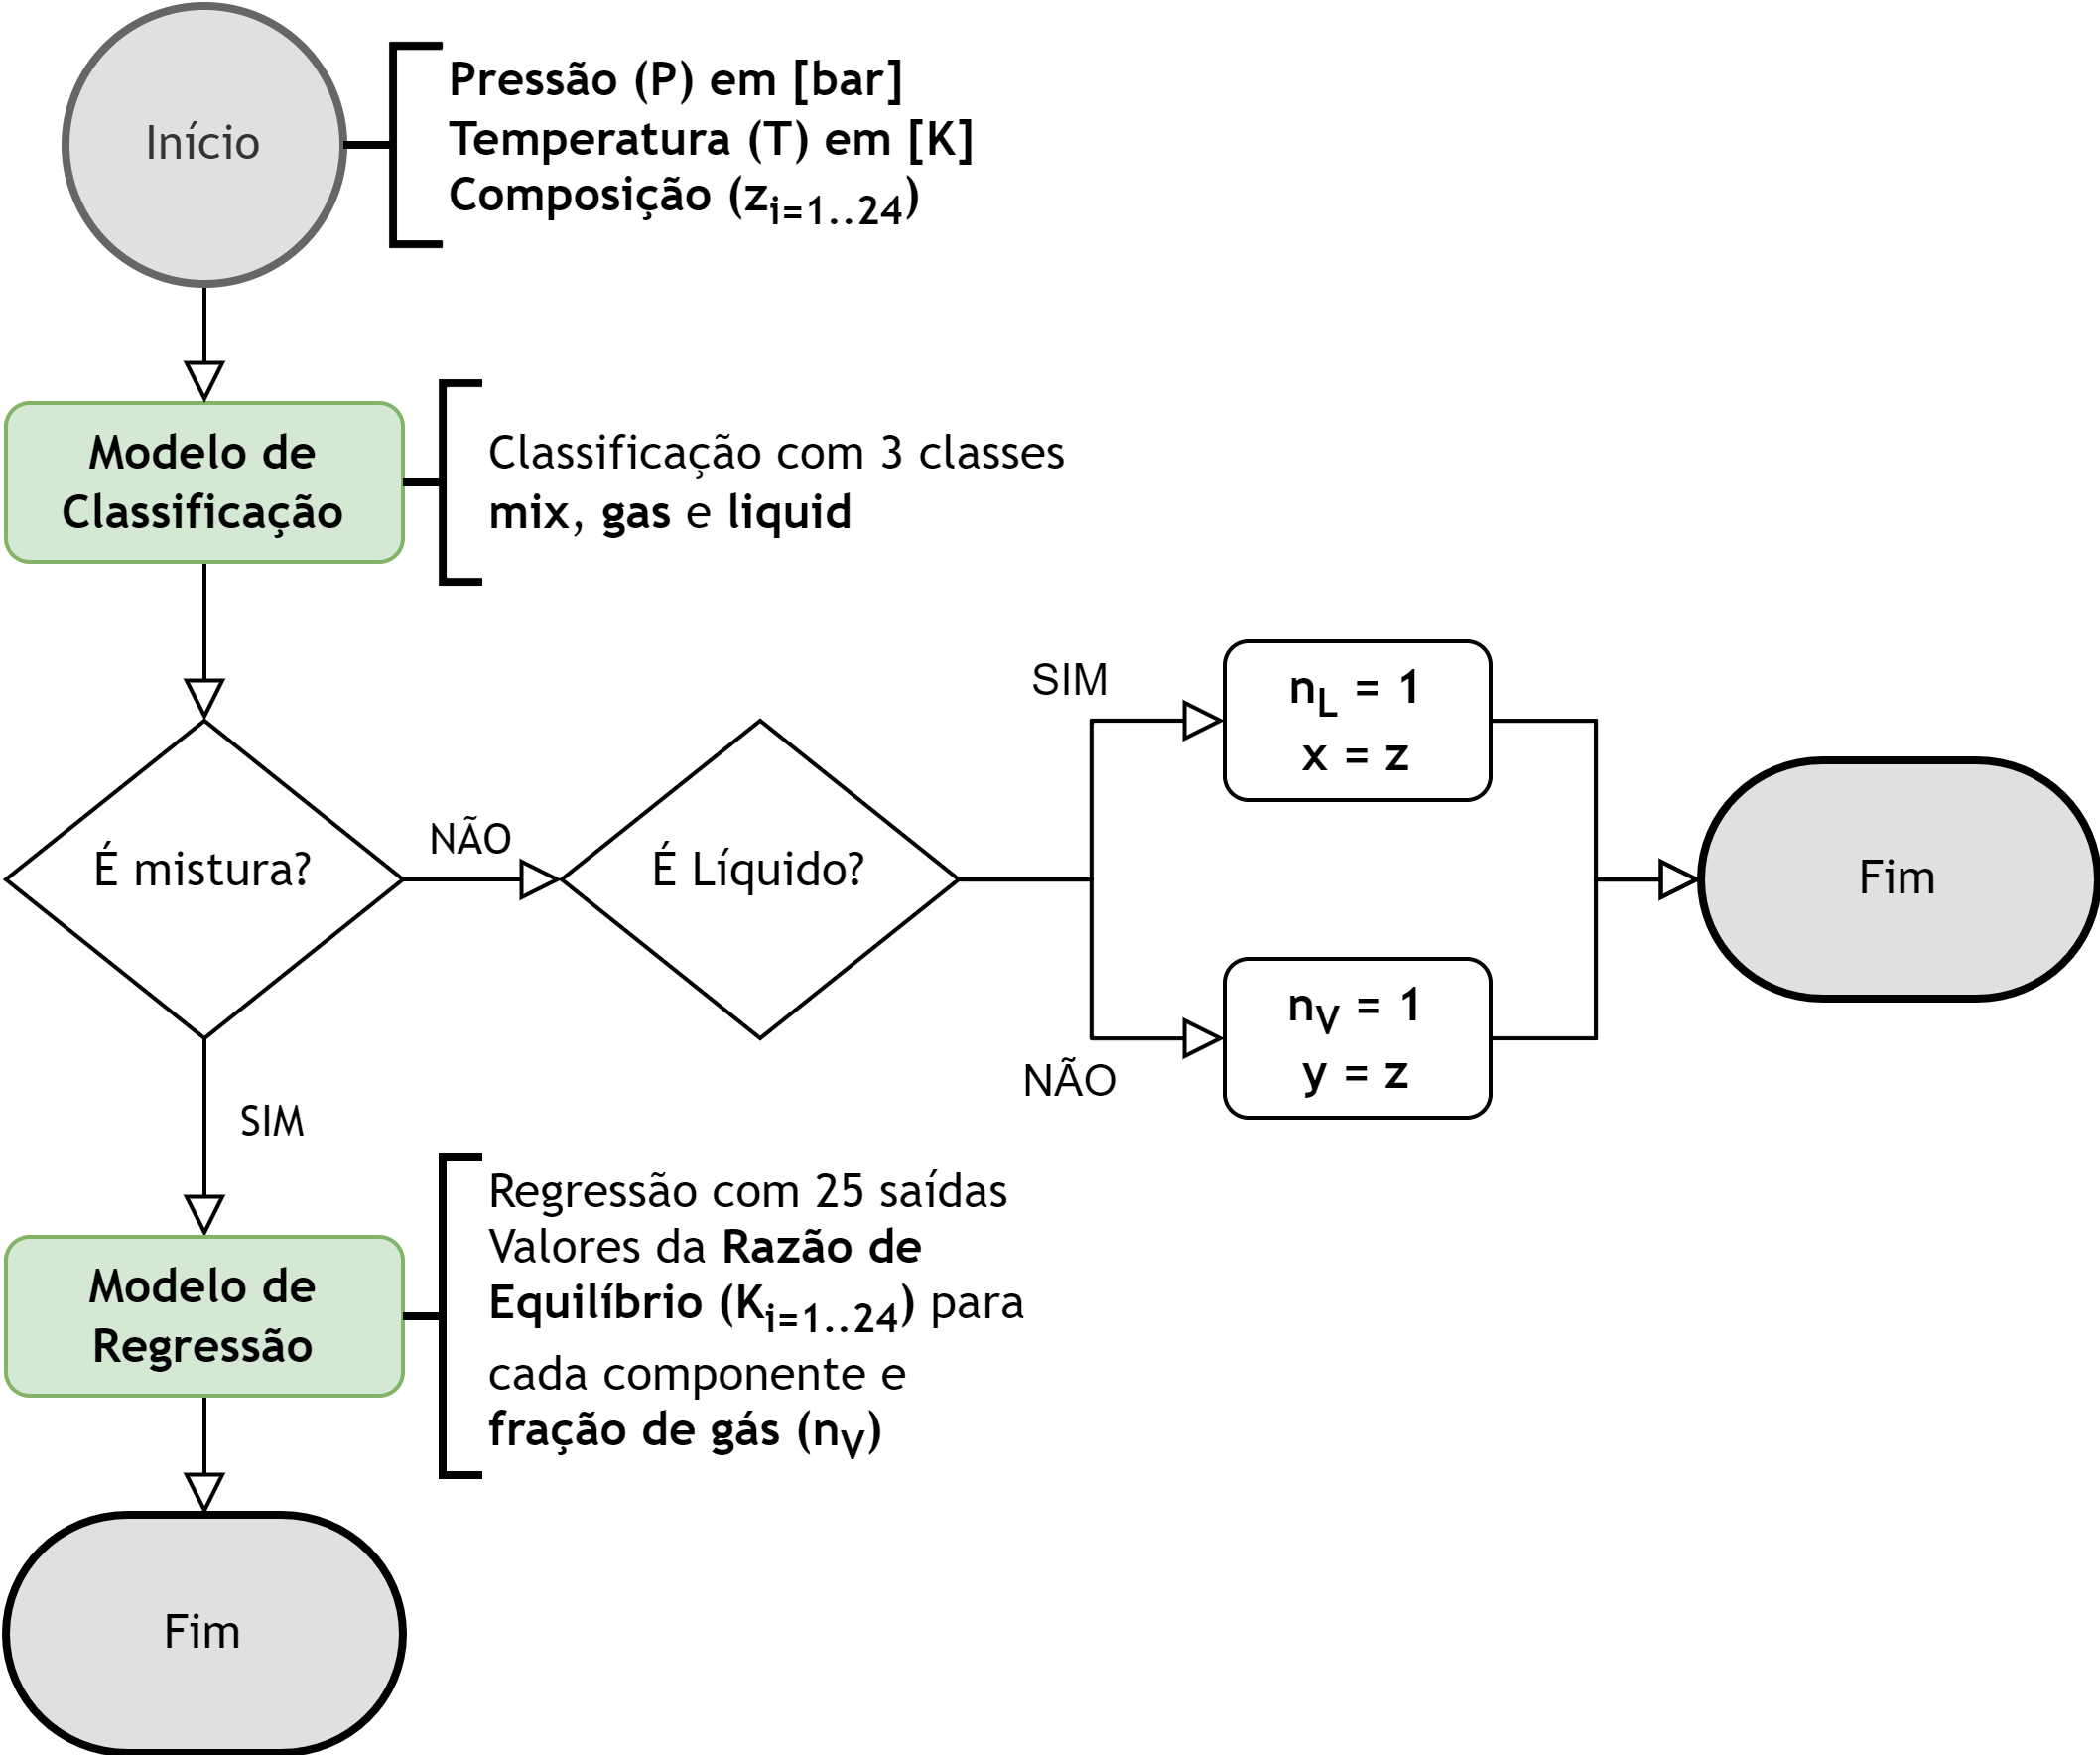 Início
Pressão (P) em [bar]
Temperatura (T) em [K]
Composição (z_{i=1..24})
Modelo de
Classificação
Classificação com 3 classes
mix, gas e liquid
É mistura?
NÃO
É Líquido?
SIM
n_L = 1
x = z
NÃO
n_V = 1
y = z
Fim
SIM
Modelo de
Regressão
Regressão com 25 saídas
Valores da Razão de
Equilíbrio (K_{i=1..24}) para
cada componente e
fração de gás (n_V)
Fim